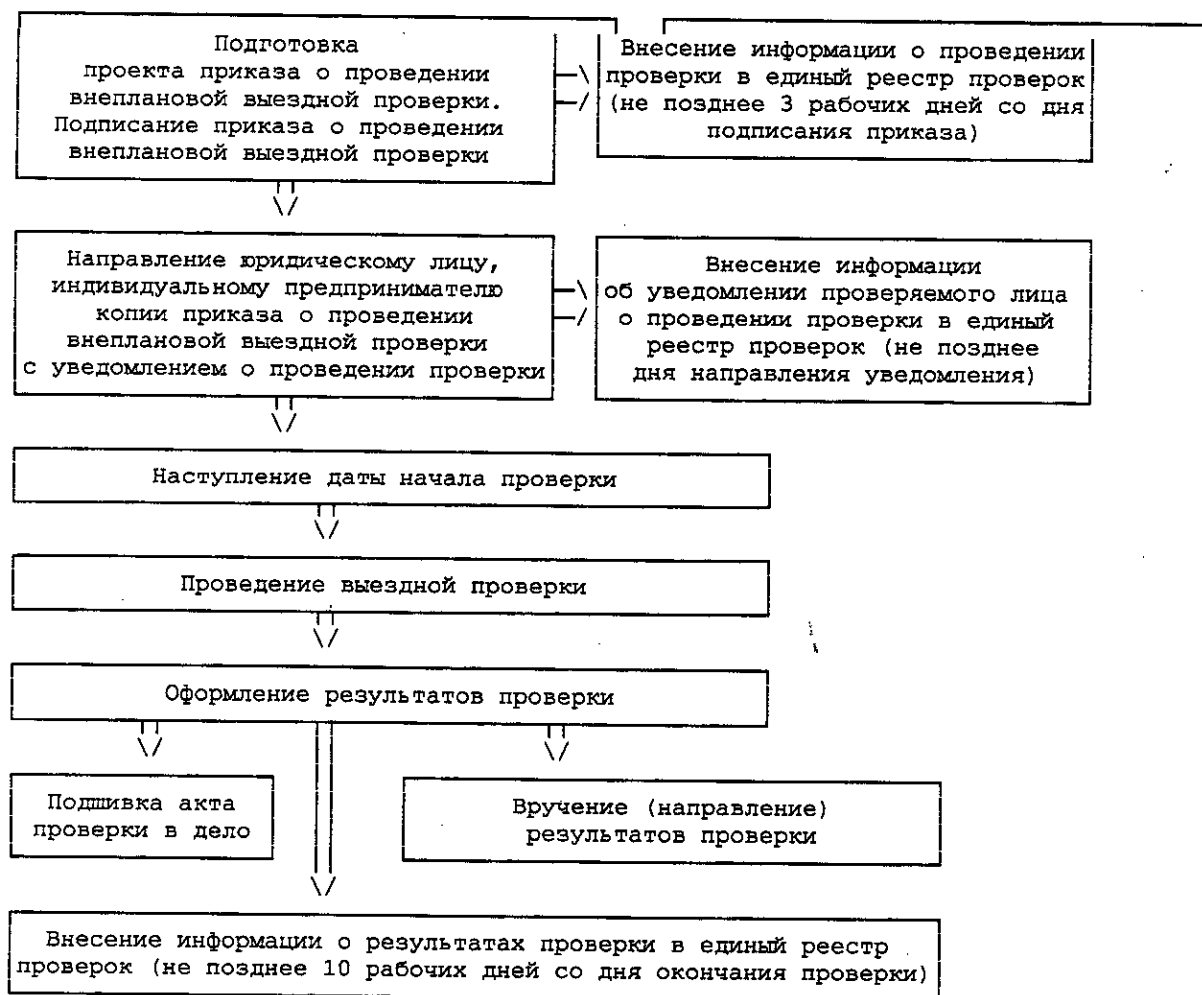 Подготовка
проекта приказа о проведении
внеплановой выездной проверки.
Подписание приказа о проведении
внеплановой выездной проверки
Внесение информации о проведении
проверки в единый реестр проверок
(не позднее 3 рабочих дней со дня
подписания приказа)
Направление юридическому лицу,
индивидуальному предпринимателю
копии приказа о проведении
внеплановой выездной проверки
с уведомлением о проведении проверки
Внесение информации
об уведомлении проверяемого лица
о проведении проверки в единый
реестр проверок (не позднее
дня направления уведомления)
Наступление даты начала проверки
Проведение выездной проверки
Оформление результатов проверки
Подшивка акта
проверки в дело
Вручение (направление)
результатов проверки
Внесение информации о результатах проверки в единый реестр
проверок (не позднее 10 рабочих дней со дня окончания проверки)